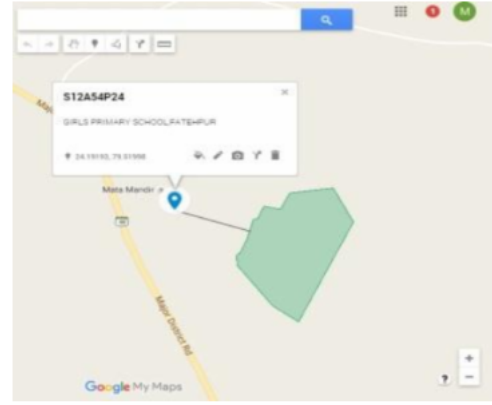 M
S12A54P24
GIRLS PRIMARY SCHOOL,FATEHPUR
Mata Mandir
Major District Rd
Google My Maps